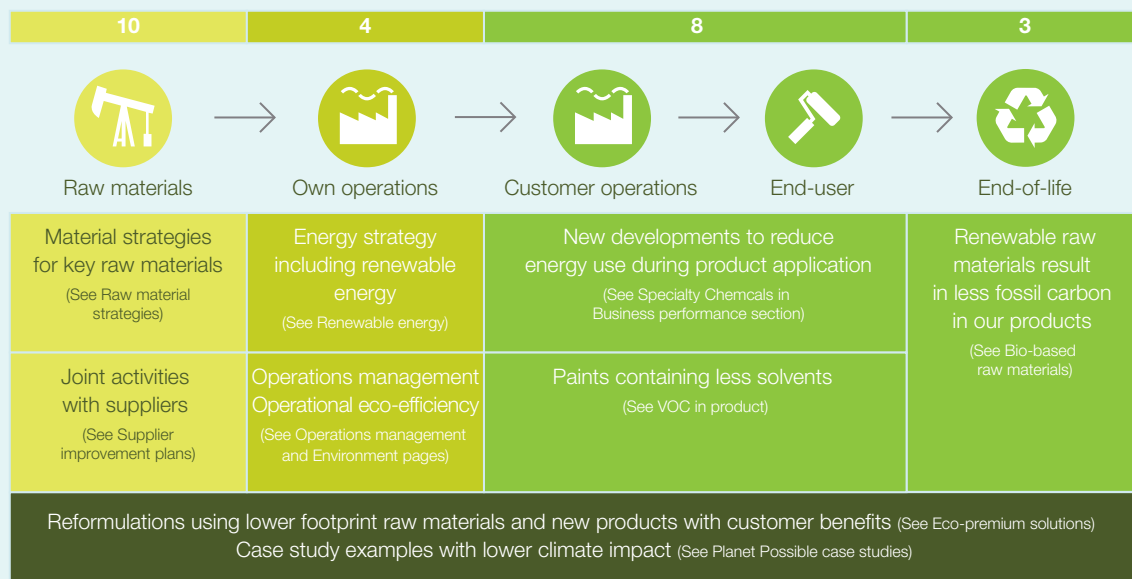 10
4
8
3
Raw materials
Own operations
Customer operations
End-user
End-of-life
Material strategies
for key raw materials
(See Raw material
strategies)
Energy strategy
including renewable
energy
(See Renewable energy)
New developments to reduce
energy use during product application
(See Specialty Chemcals in
Business performance section)
Renewable raw
materials result
in less fossil carbon
in our products
(See Bio-based
raw materials)
Joint activities
with suppliers
(See Supplier
improvement plans)
Operations management
Operational eco-efficiency
(See Operations management
and Environment pages)
Paints containing less solvents
(See VOC in product)
Reformulations using lower footprint raw materials and new products with customer benefits (See Eco-premium solutions)
Case study examples with lower climate impact (See Planet Possible case studies)